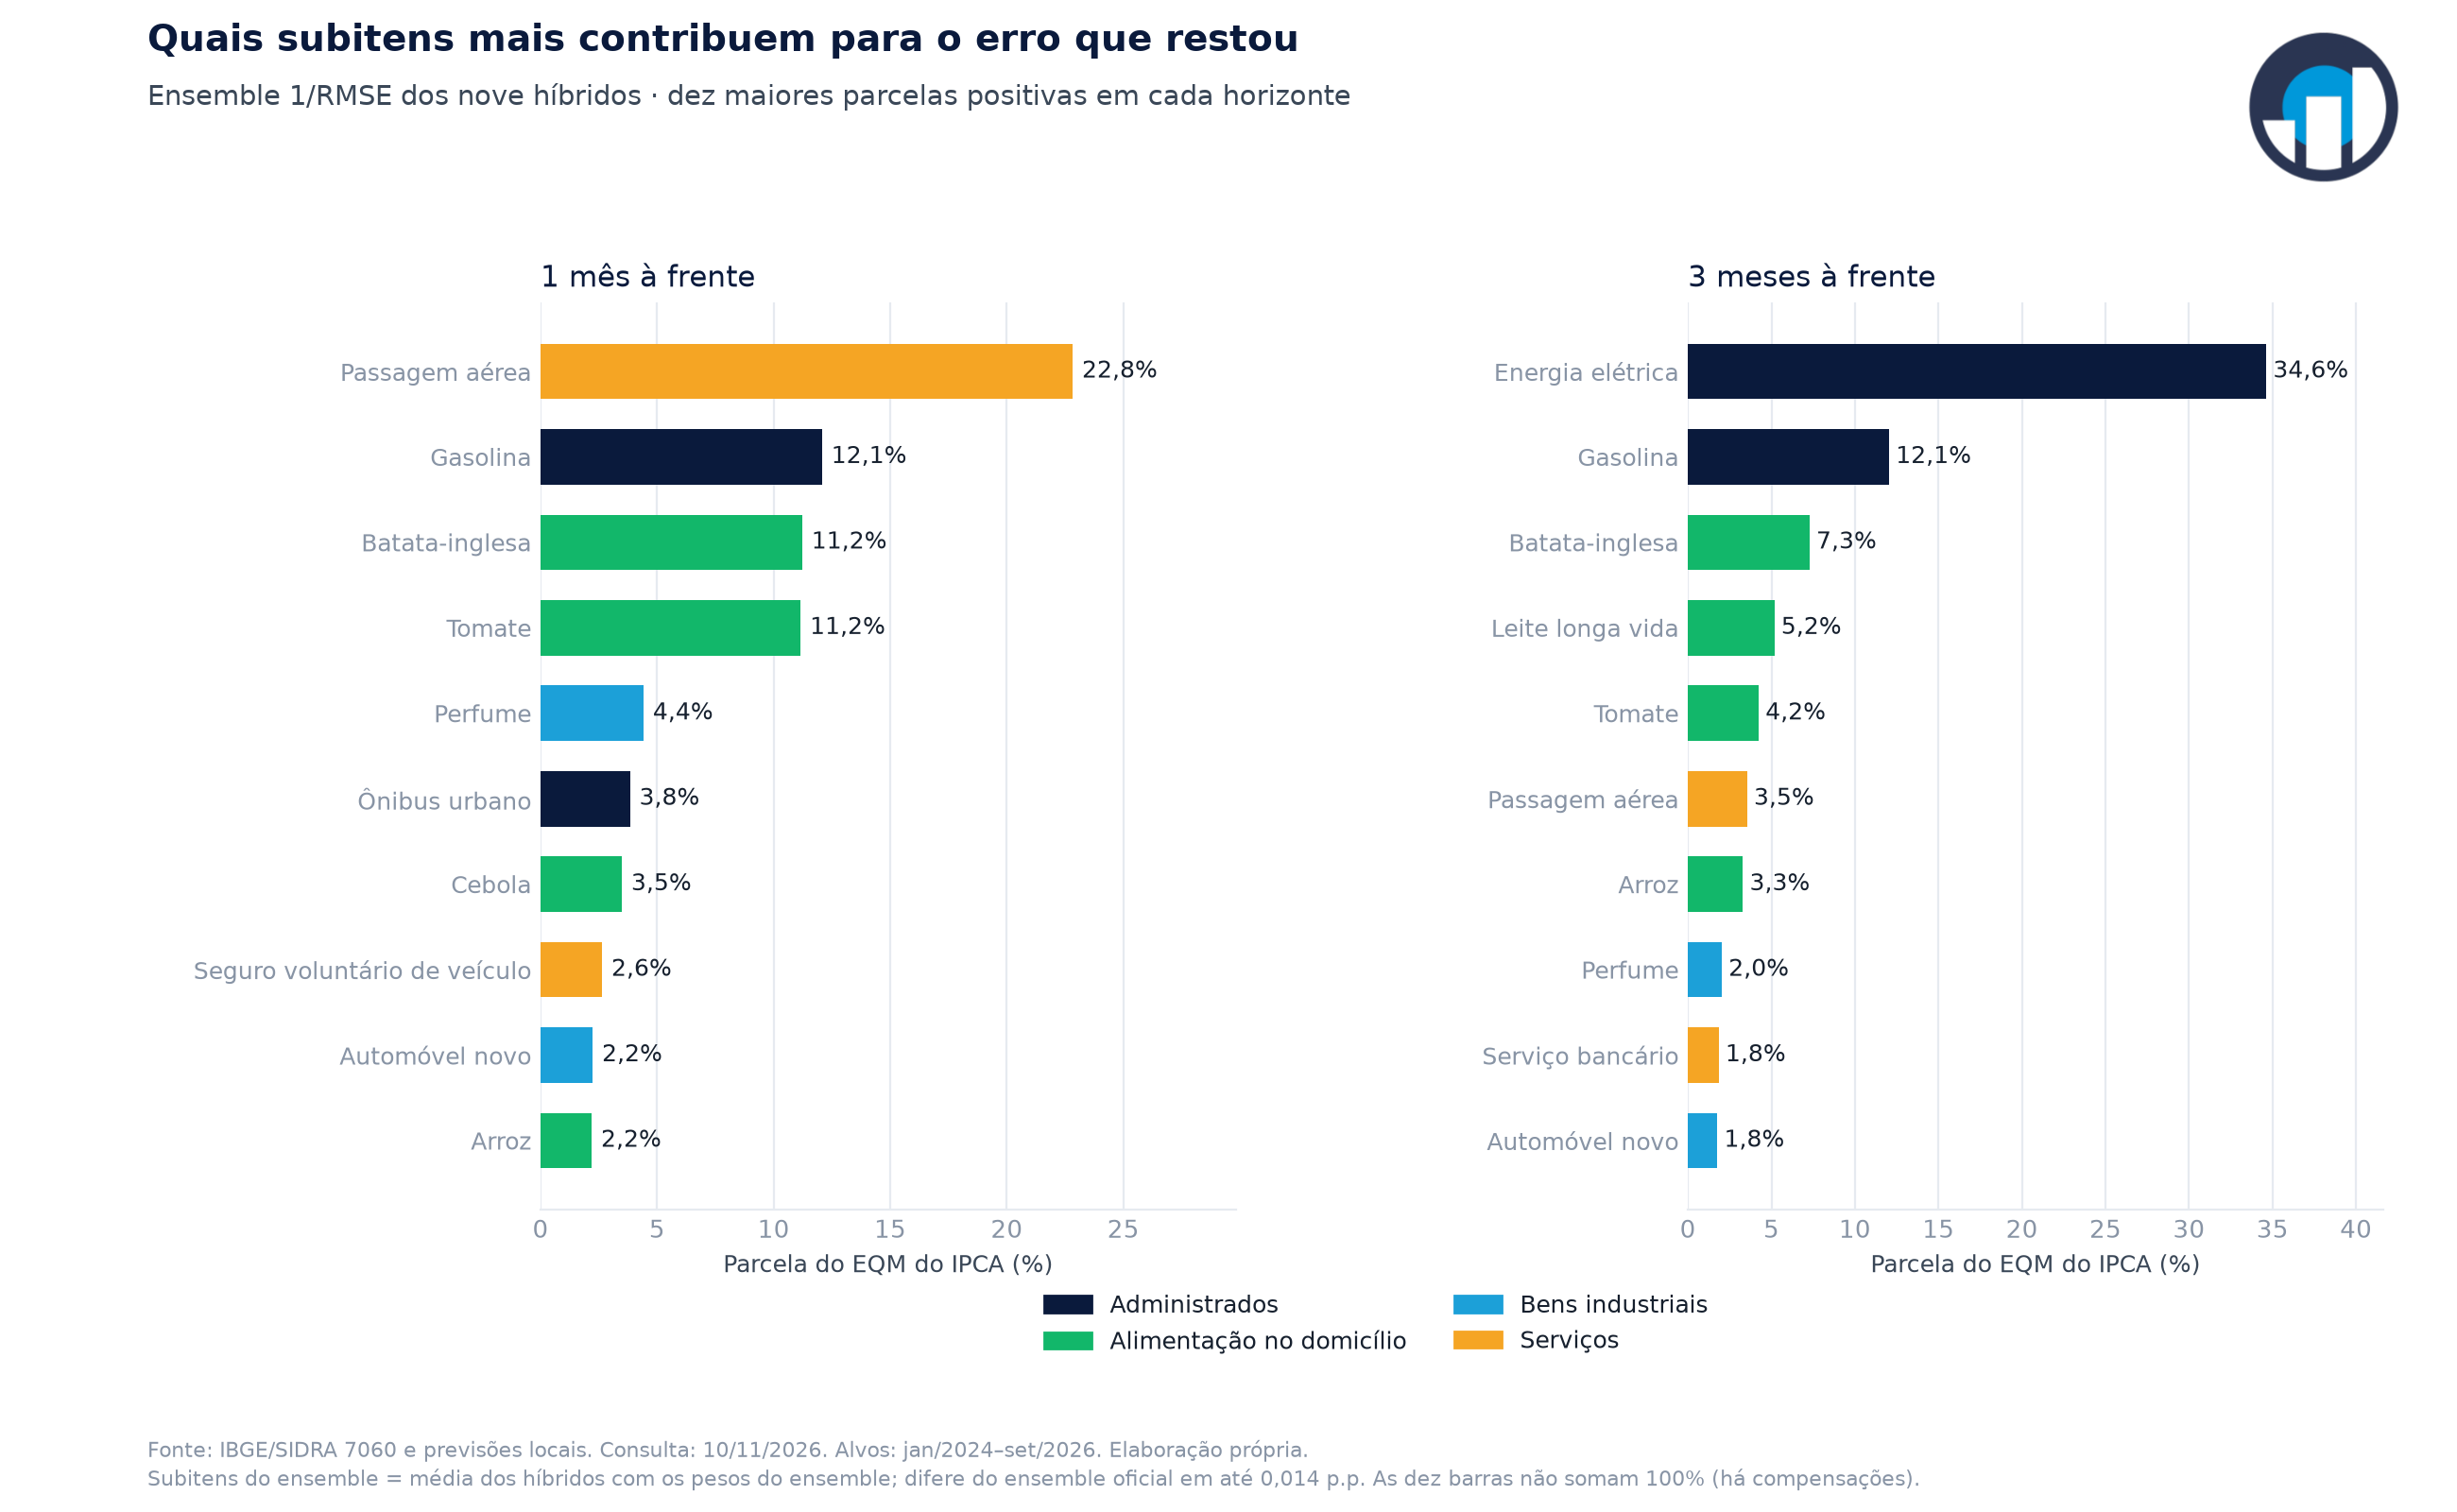 Quais subitens mais contribuem para o erro que restou
Ensemble 1/RMSE dos nove híbridos · dez maiores parcelas positivas em cada horizonte
1 mês à frente
Passagem aérea 22,8%
Gasolina 12,1%
Batata-inglesa 11,2%
Tomate 11,2%
Perfume 4,4%
Ônibus urbano 3,8%
Cebola 3,5%
Seguro voluntário de veículo 2,6%
Automóvel novo 2,2%
Arroz 2,2%
0 5 10 15 20 25
Parcela do EQM do IPCA (%)
3 meses à frente
Energia elétrica 34,6%
Gasolina 12,1%
Batata-inglesa 7,3%
Leite longa vida 5,2%
Tomate 4,2%
Passagem aérea 3,5%
Arroz 3,3%
Perfume 2,0%
Serviço bancário 1,8%
Automóvel novo 1,8%
0 5 10 15 20 25 30 35 40
Parcela do EQM do IPCA (%)
Administrados
Alimentação no domicílio
Bens industriais
Serviços
Fonte: IBGE/SIDRA 7060 e previsões locais. Consulta: 10/11/2026. Alvos: jan/2024–set/2026. Elaboração própria.
Subitens do ensemble = média dos híbridos com os pesos do ensemble; difere do ensemble oficial em até 0,014 p.p. As dez barras não somam 100% (há compensações).